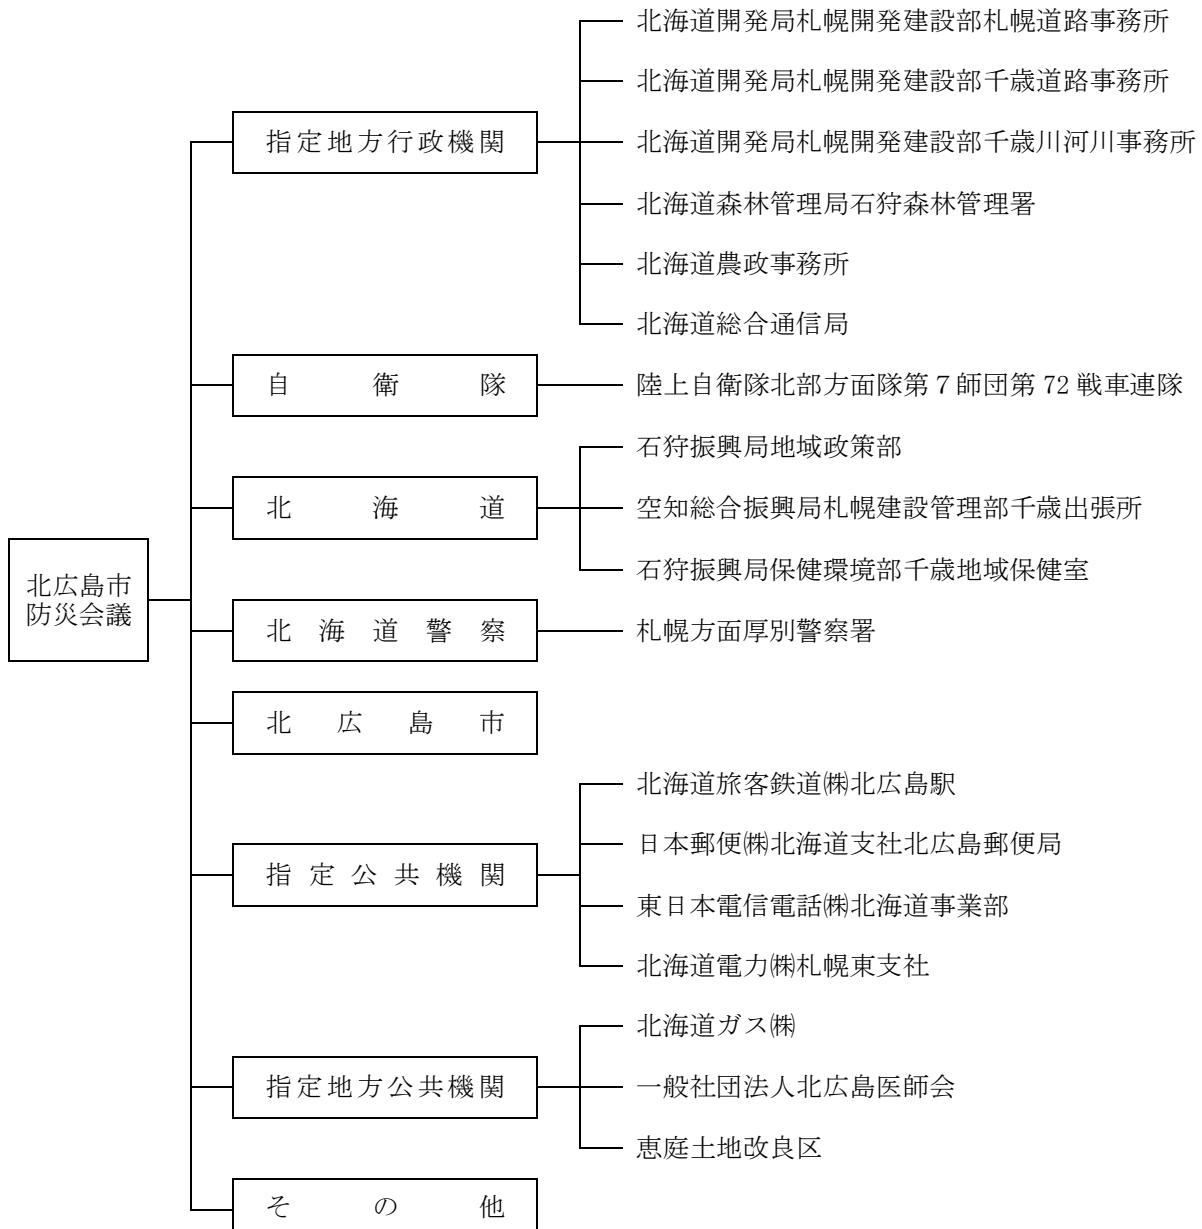 北海道開発局札幌開発建設部札幌道路事務所
北海道開発局札幌開発建設部千歳道路事務所
指定地方行政機関
北海道開発局札幌開発建設部千歳川河川事務所
北海道森林管理局石狩森林管理署
北海道農政事務所
北海道総合通信局
自衛隊
陸上自衛隊北部方面隊第７師団第 72 戦車連隊
石狩振興局地域政策部
北海道
空知総合振興局札幌建設管理部千歳出張所
石狩振興局保健環境部千歳地域保健室
北広島市
防災会議
北海道警察
札幌方面厚別警察署
北広島市
北海道旅客鉄道㈱北広島駅
日本郵便㈱北海道支社北広島郵便局
指定公共機関
東日本電信電話㈱北海道事業部
北海道電力㈱札幌東支社
北海道ガス㈱
指定地方公共機関
一般社団法人北広島医師会
恵庭土地改良区
その他